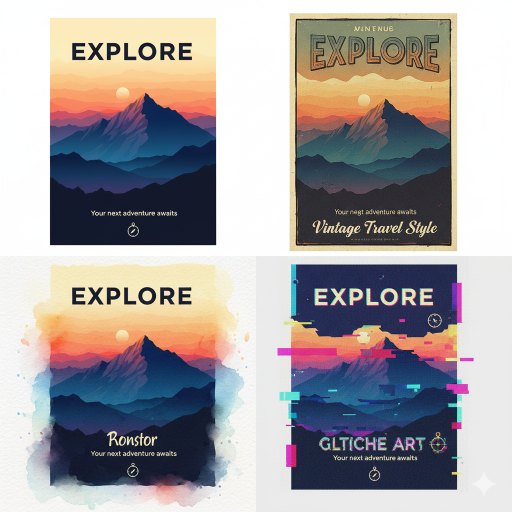 EXPLORE
Your next adventure awaits
MINENUE
EXPLORE
Your negt adventure awaits
Vintage Travel Style
EXPLORE
Ronstor
Your next adventure awaits
EXPLORE
GLTICHE ART
Your next adventure awaits